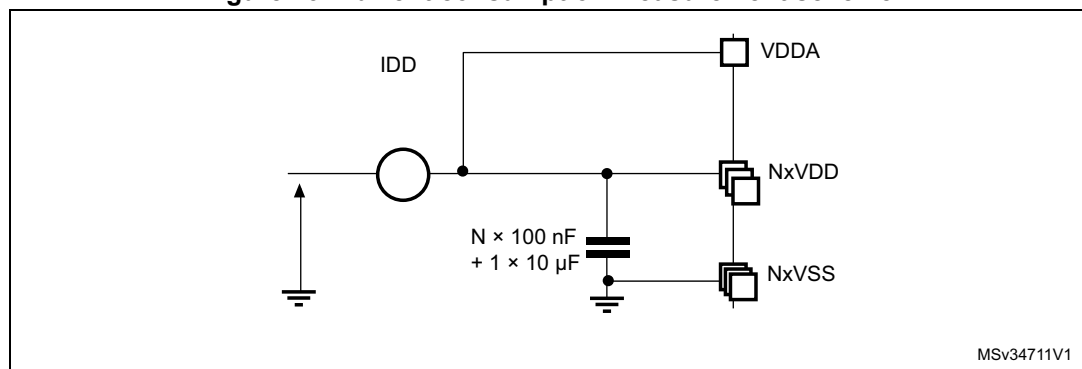 IDD
VDDA
NxVDD
N × 100 nF
+ 1 × 10 µF
NxVSS
MSv34711V1